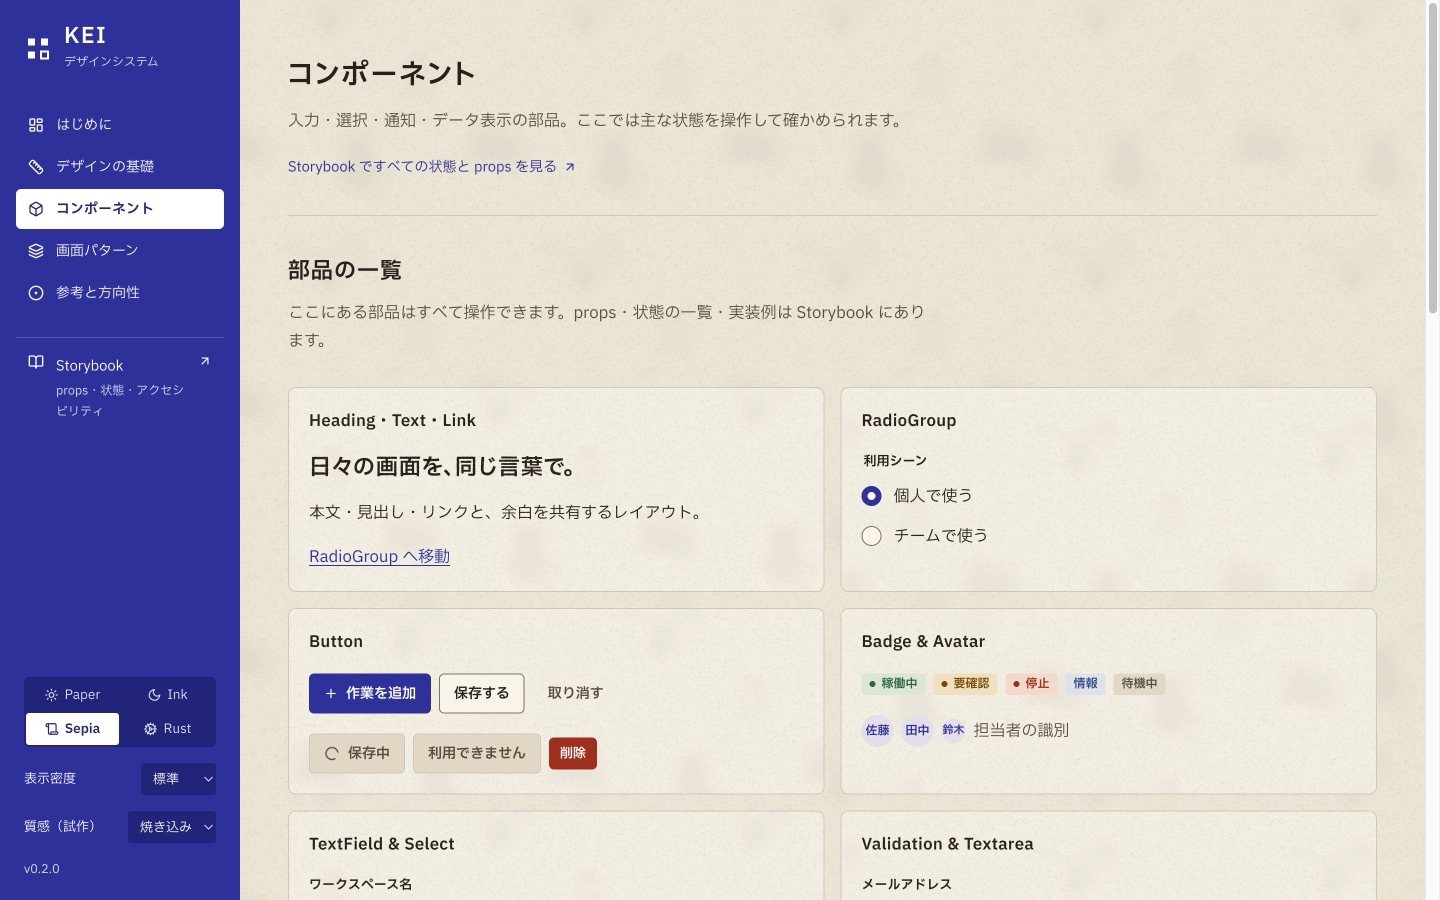 KEI
デザインシステム
はじめに
デザインの基礎
コンポーネント
画面パターン
参考と方向性
Storybook
props・状態・アクセシ
ビリティ
Paper
Ink
Sepia
Rust
表示密度
標準
質感（試作）
焼き込み
v0.2.0
コンポーネント
入力・選択・通知・データ表示の部品。ここでは主な状態を操作して確かめられます。
Storybook ですべての状態と props を見る
部品の一覧
ここにある部品はすべて操作できます。props・状態の一覧・実装例は Storybook にあり
ます。
Heading・Text・Link
日々の画面を、同じ言葉で。
本文・見出し・リンクと、余白を共有するレイアウト。
RadioGroup へ移動
RadioGroup
利用シーン
個人で使う
チームで使う
Button
作業を追加
保存する
取り消す
保存中
利用できません
削除
Badge & Avatar
稼働中
要確認
停止
情報
待機中
佐藤
田中
鈴木
担当者の識別
TextField & Select
ワークスペース名
Validation & Textarea
メールアドレス